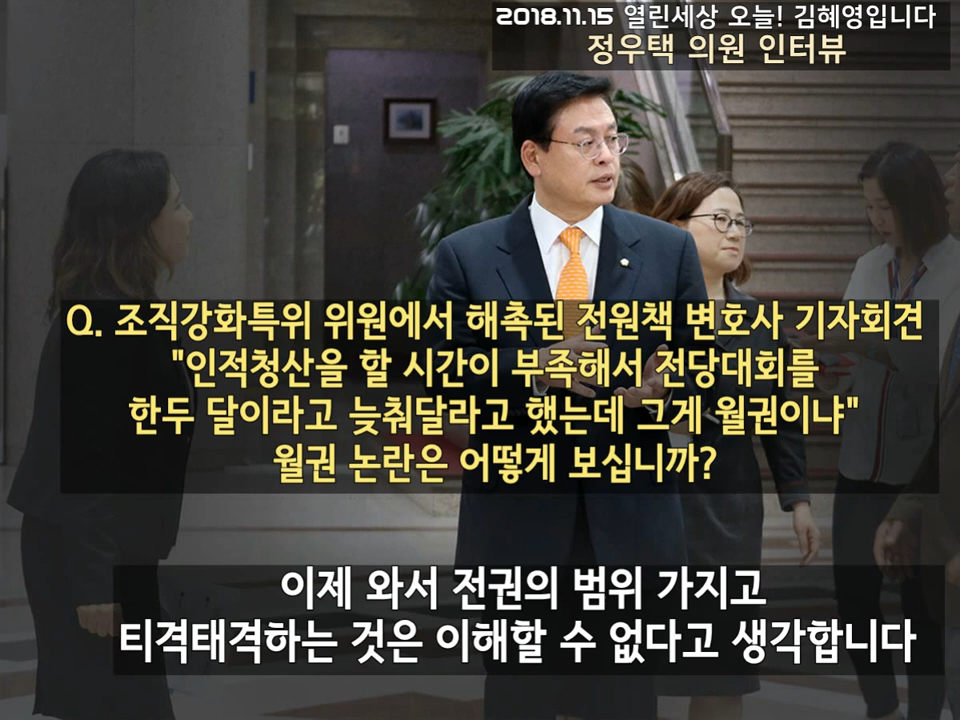 2018.11.15 열린세상 오늘! 김혜영입니다
정우택 의원 인터뷰
Q. 조직강화특위 위원에서 해촉된 전원책 변호사 기자회견
"인적청산을 할 시간이 부족해서 전당대회를
한두 달이라고 늦춰달라고 했는데 그게 월권이냐"
월권 논란은 어떻게 보십니까?
이제 와서 전권의 범위 가지고
티격태격하는 것은 이해할 수 없다고 생각합니다